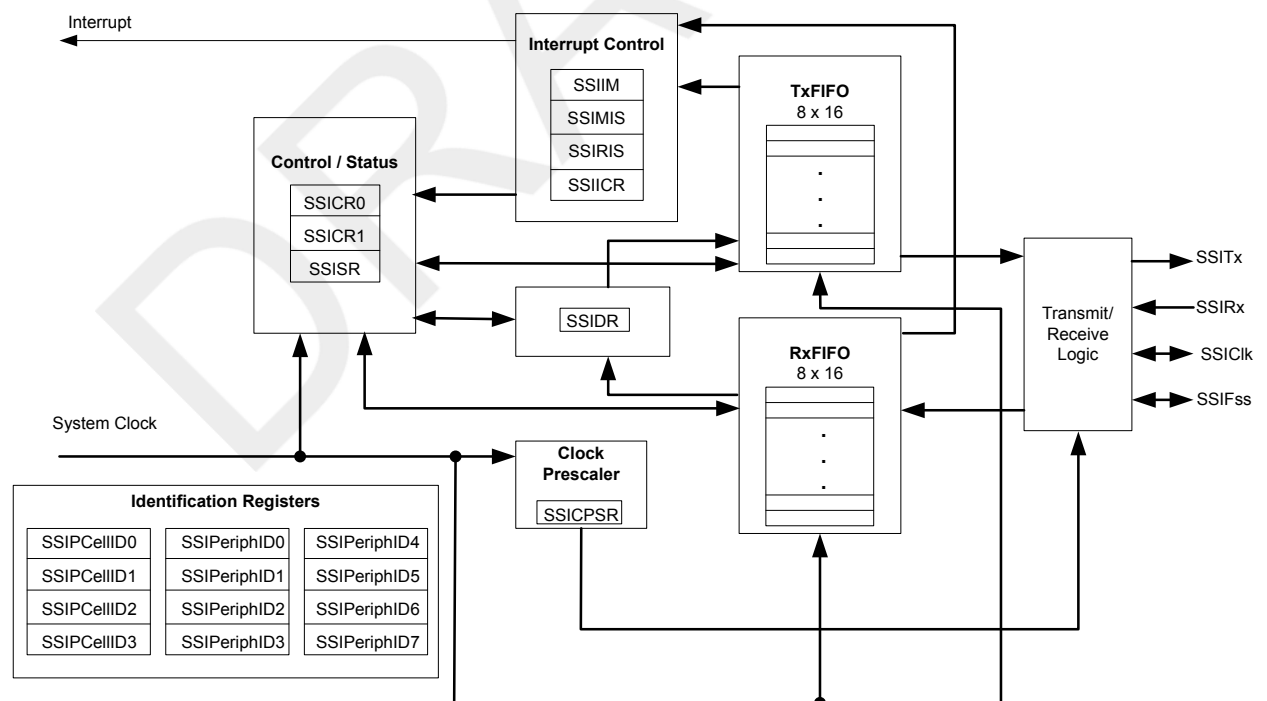 Interrupt
Interrupt Control
SSIIM
SSIMIS
SSIRIS
SSIICR
TxFIFO
8 x 16
.
.
.
Control / Status
SSICR0
SSICR1
SSISR
SSIDR
Transmit/
Receive
Logic
SSITx
SSIRx
SSIClk
SSIFss
RxFIFO
8 x 16
.
.
.
System Clock
Clock
Prescaler
SSICPSR
Identification Registers
SSIPCellID0
SSIPCellID1
SSIPCellID2
SSIPCellID3
SSIPeriphID0
SSIPeriphID1
SSIPeriphID2
SSIPeriphID3
SSIPeriphID4
SSIPeriphID5
SSIPeriphID6
SSIPeriphID7
DRA